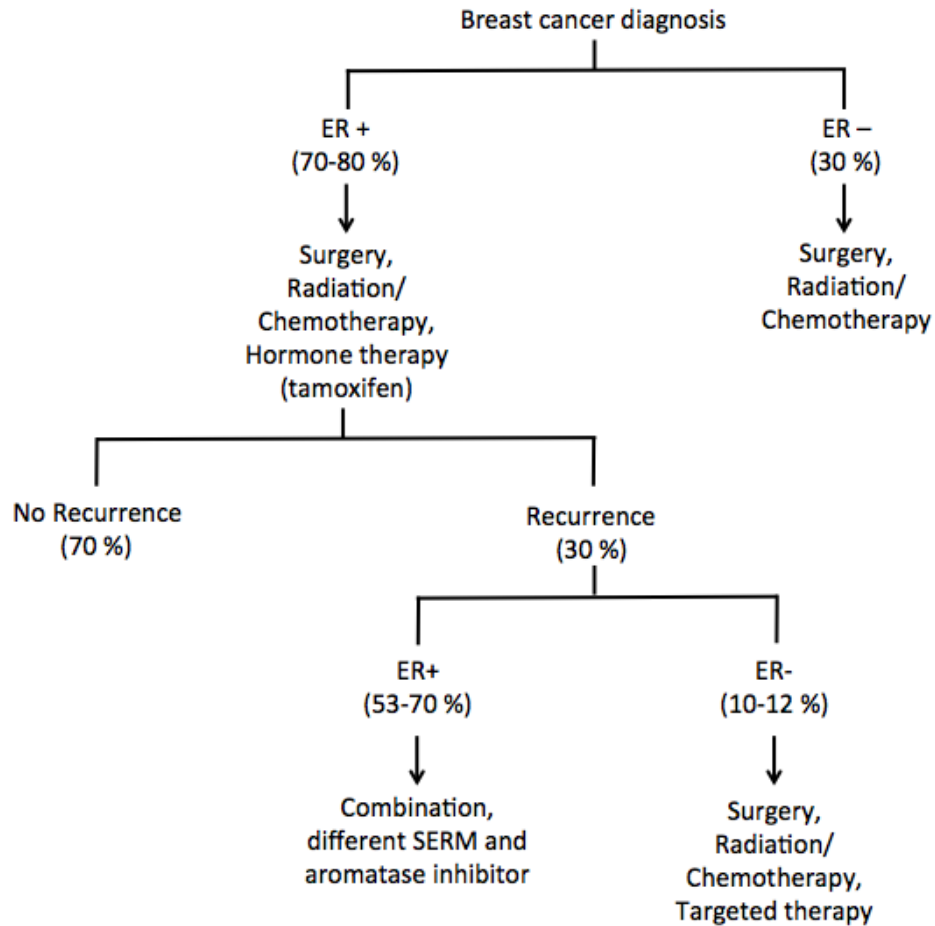 Breast cancer diagnosis
ER +
(70-80 %)
ER –
(30 %)
Surgery,
Radiation/
Chemotherapy,
Hormone therapy
(tamoxifen)
Surgery,
Radiation/
Chemotherapy
No Recurrence
(70 %)
Recurrence
(30 %)
ER+
(53-70 %)
ER-
(10-12 %)
Combination,
different SERM and
aromatase inhibitor
Surgery,
Radiation/
Chemotherapy,
Targeted therapy